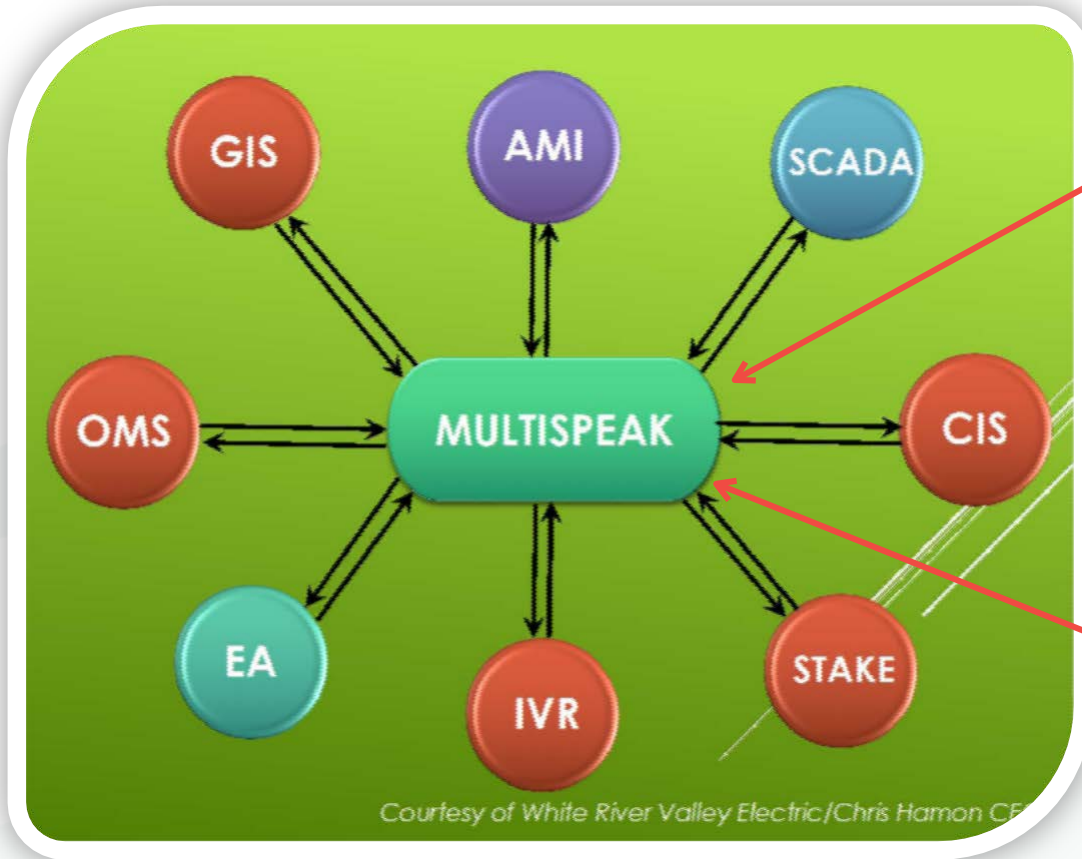 GIS
AMI
SCADA
OMS
MULTISPEAK
CIS
EA
IVR
STAKE
Courtesy of White River Valley Electric/Chris Hamon